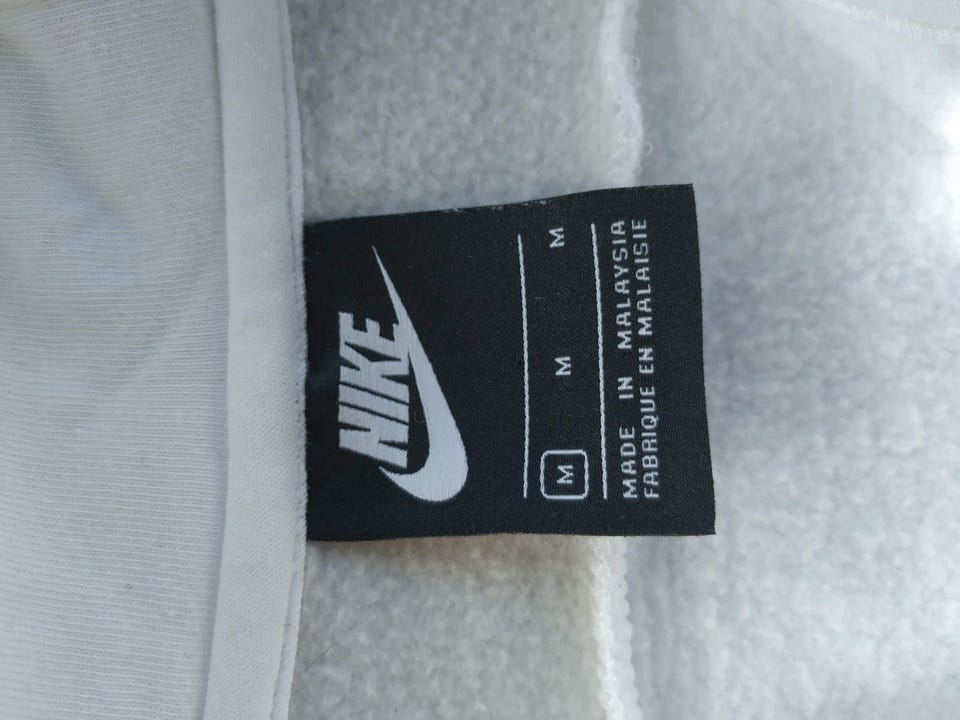 NIKE
M M M
MADE IN MALAYSIA
FABRIQUE EN MALAISIE